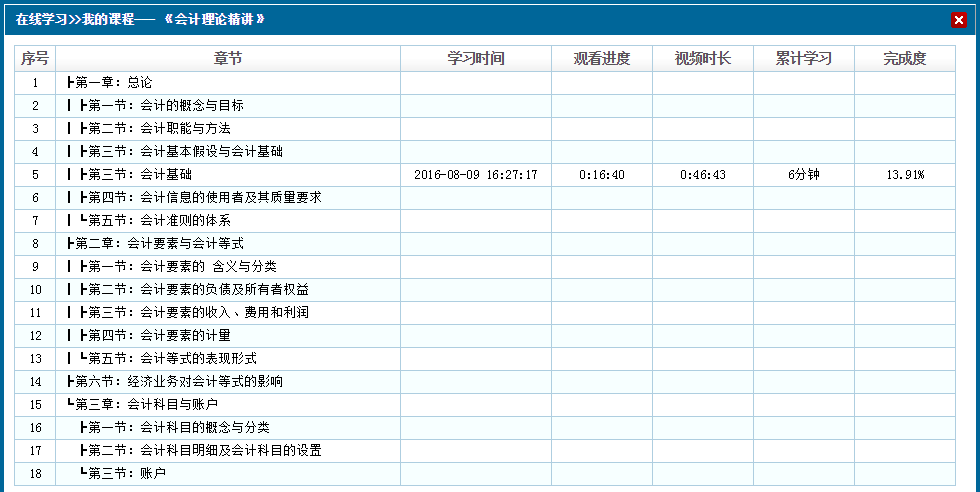 在线学习>>我的课程—— 《会计理论精讲》
序号 章节 学习时间 观看进度 视频时长 累计学习 完成度
1 ┣第一章：总论
2 ┃┣第一节：会计的概念与目标
3 ┃┣第二节：会计职能与方法
4 ┃┣第三节：会计基本假设与会计基础
5 ┃┣第三节：会计基础 2016-08-09 16:27:17 0:16:40 0:46:43 6分钟 13.91%
6 ┃┣第四节：会计信息的使用者及其质量要求
7 ┃┗第五节：会计准则的体系
8 ┣第二章：会计要素与会计等式
9 ┃┣第一节：会计要素的 含义与分类
10 ┃┣第二节：会计要素的负债及所有者权益
11 ┃┣第三节：会计要素的收入、费用和利润
12 ┃┣第四节：会计要素的计量
13 ┃┗第五节：会计等式的表现形式
14 ┣第六节：经济业务对会计等式的影响
15 ┗第三章：会计科目与账户
16 ┣第一节：会计科目的概念与分类
17 ┣第二节：会计科目明细及会计科目的设置
18 ┗第三节：账户